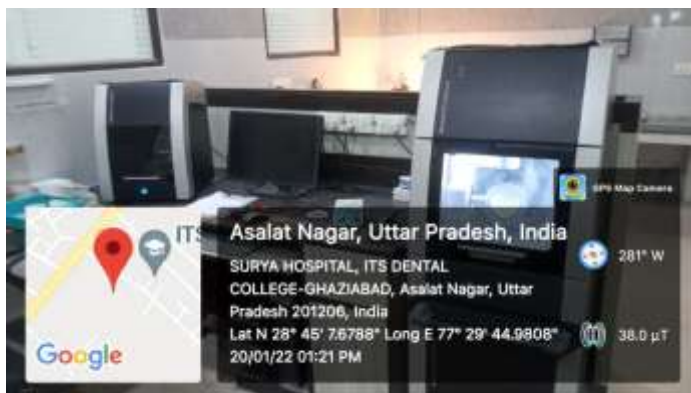 GPS Map Camera
ITS
Asalat Nagar, Uttar Pradesh, India
SURYA HOSPITAL, ITS DENTAL
COLLEGE-GHAZIABAD, Asalat Nagar, Uttar
Pradesh 201206, India
Lat N 28° 45' 7.6788" Long E 77° 29' 44.9808"
20/01/22 01:21 PM
281° W
38.0 µT
Google